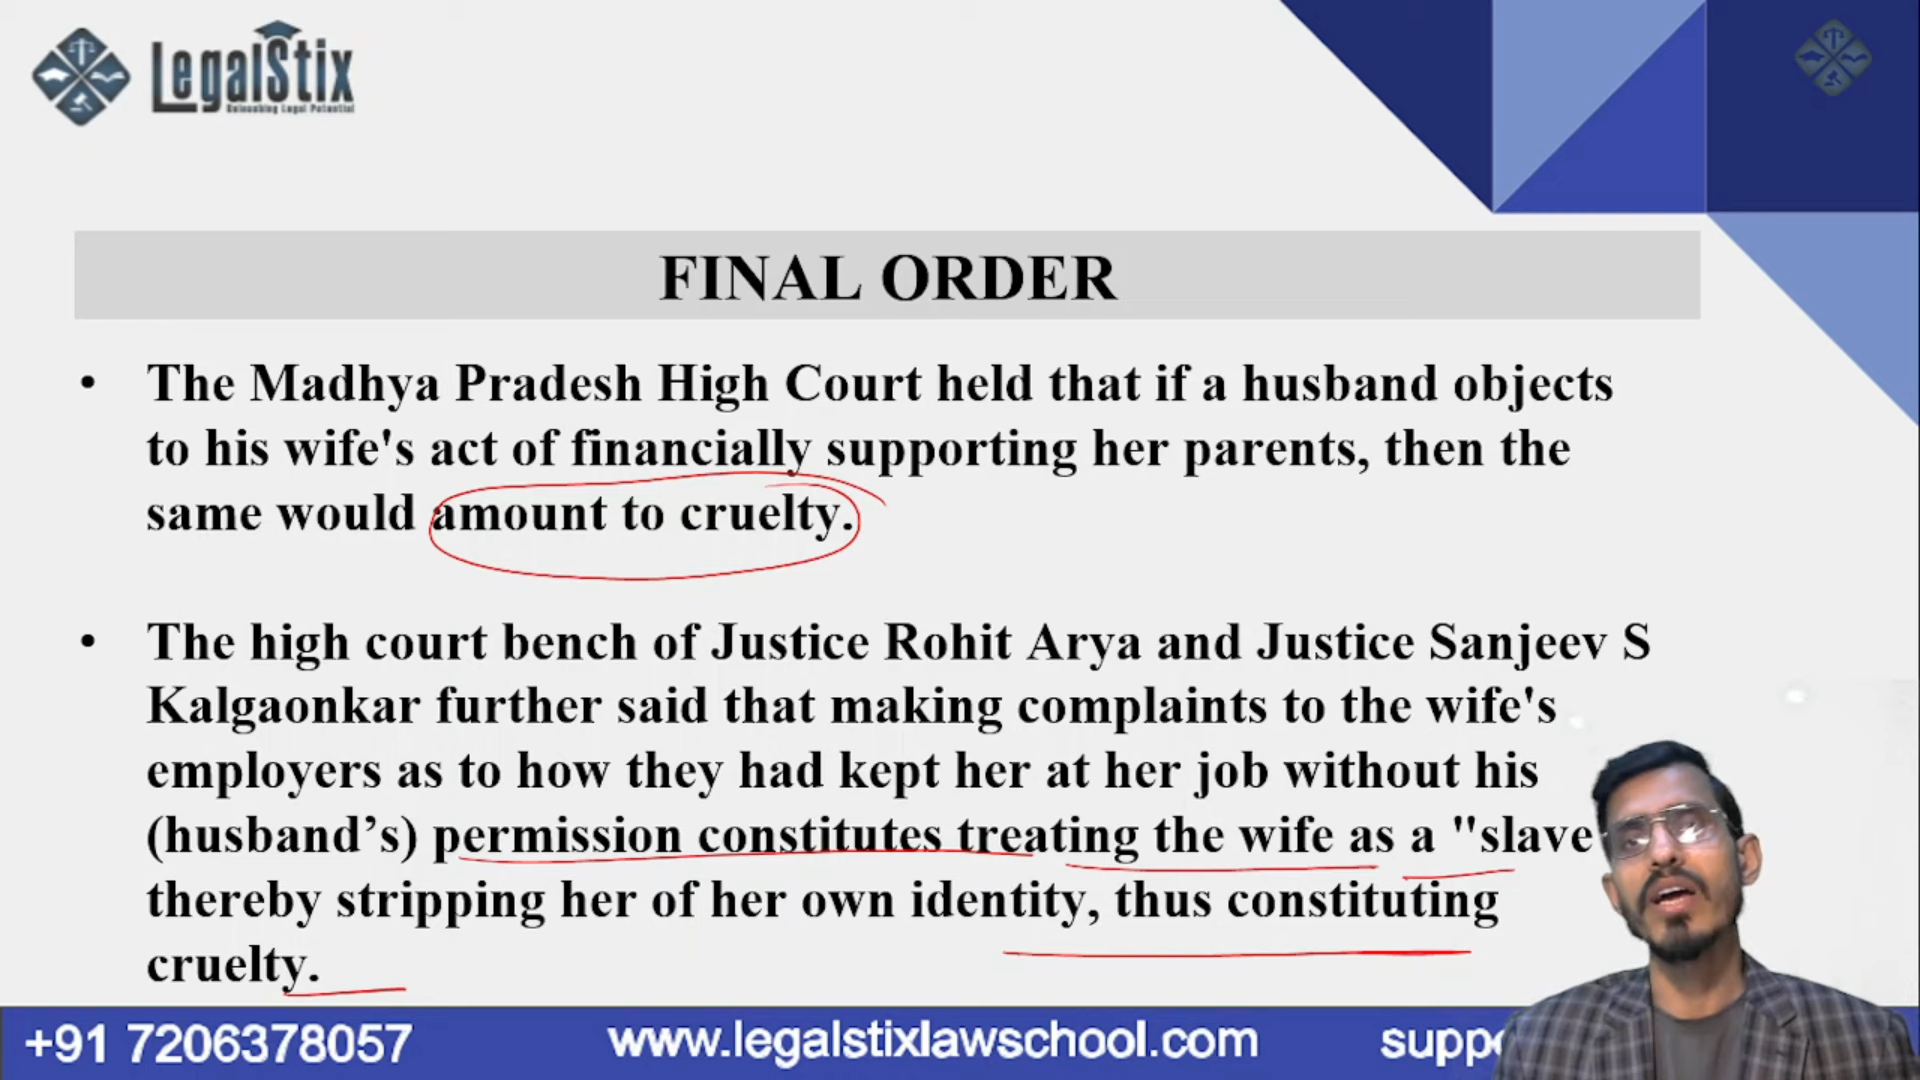 LegalStix
Unleashing Legal Potential
FINAL ORDER
• The Madhya Pradesh High Court held that if a husband objects
to his wife's act of financially supporting her parents, then the
same would amount to cruelty.
• The high court bench of Justice Rohit Arya and Justice Sanjeev S
Kalgaonkar further said that making complaints to the wife's
employers as to how they had kept her at her job without his
(husband’s) permission constitutes treating the wife as a "slave
thereby stripping her of her own identity, thus constituting
cruelty.
+91 7206378057 www.legalstixlawschool.com